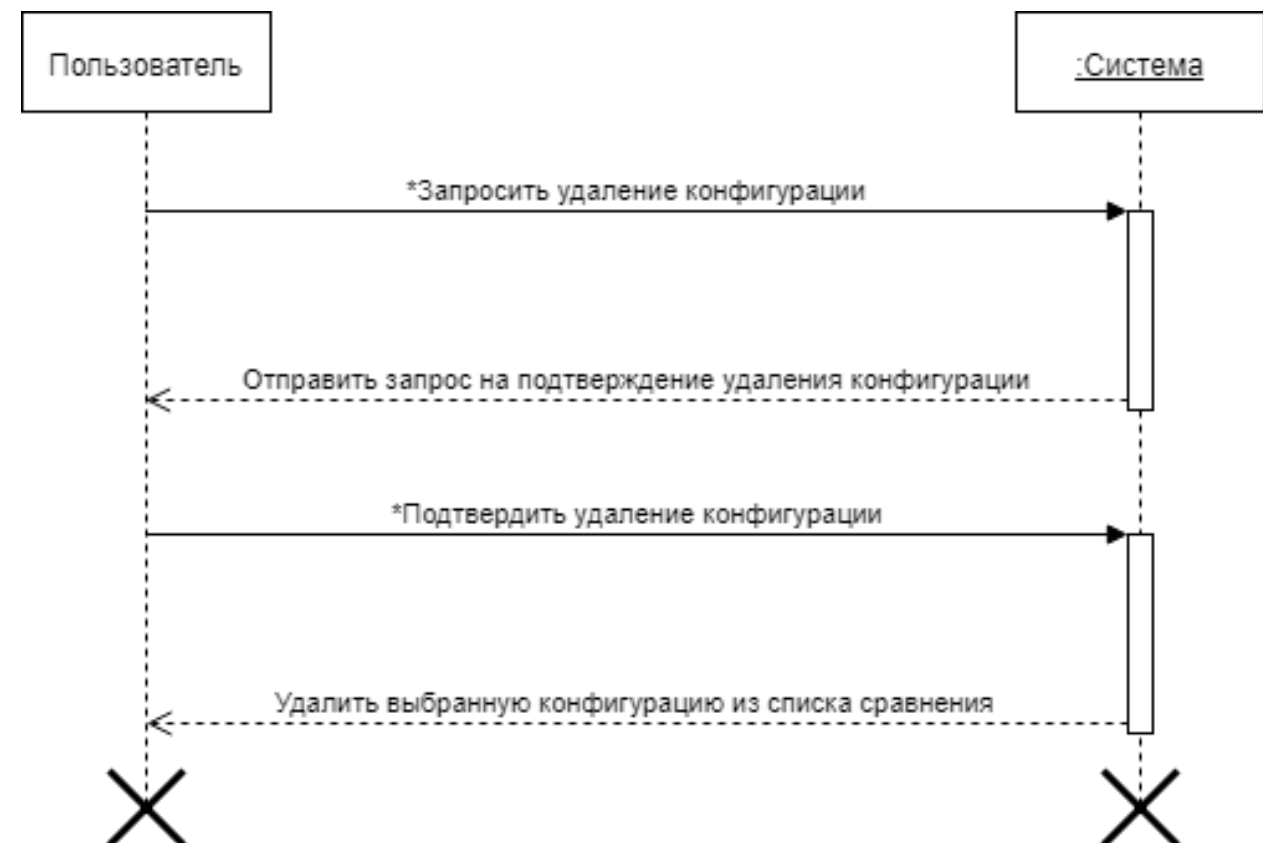 Пользователь
:Система
*Запросить удаление конфигурации
Отправить запрос на подтверждение удаления конфигурации
*Подтвердить удаление конфигурации
Удалить выбранную конфигурацию из списка сравнения